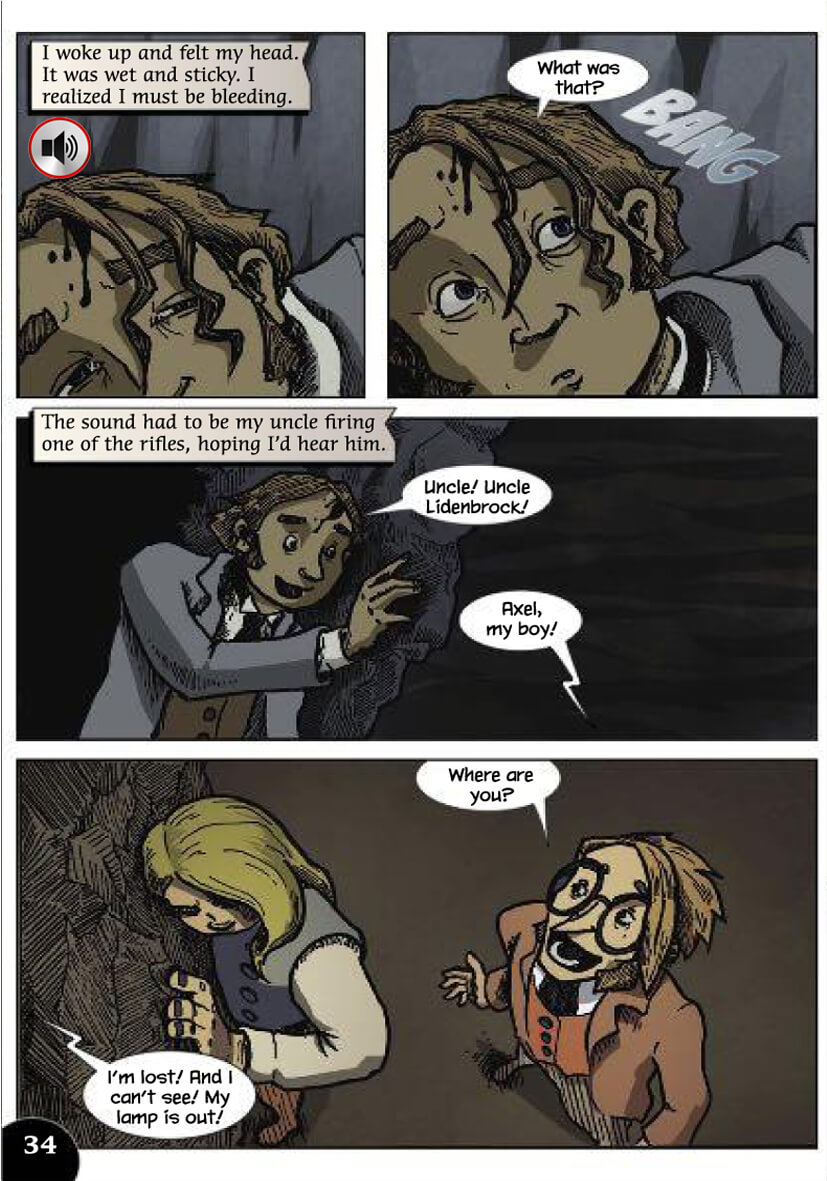 I woke up and felt my head.
It was wet and sticky. I
realized I must be bleeding.
What was
that?
BANG
The sound had to be my uncle firing
one of the rifles, hoping I'd hear him.
Uncle! Uncle
Lidenbrock!
Axel,
my boy!
Where are
you?
I'm lost! And I
can't see! My
lamp is out!
34